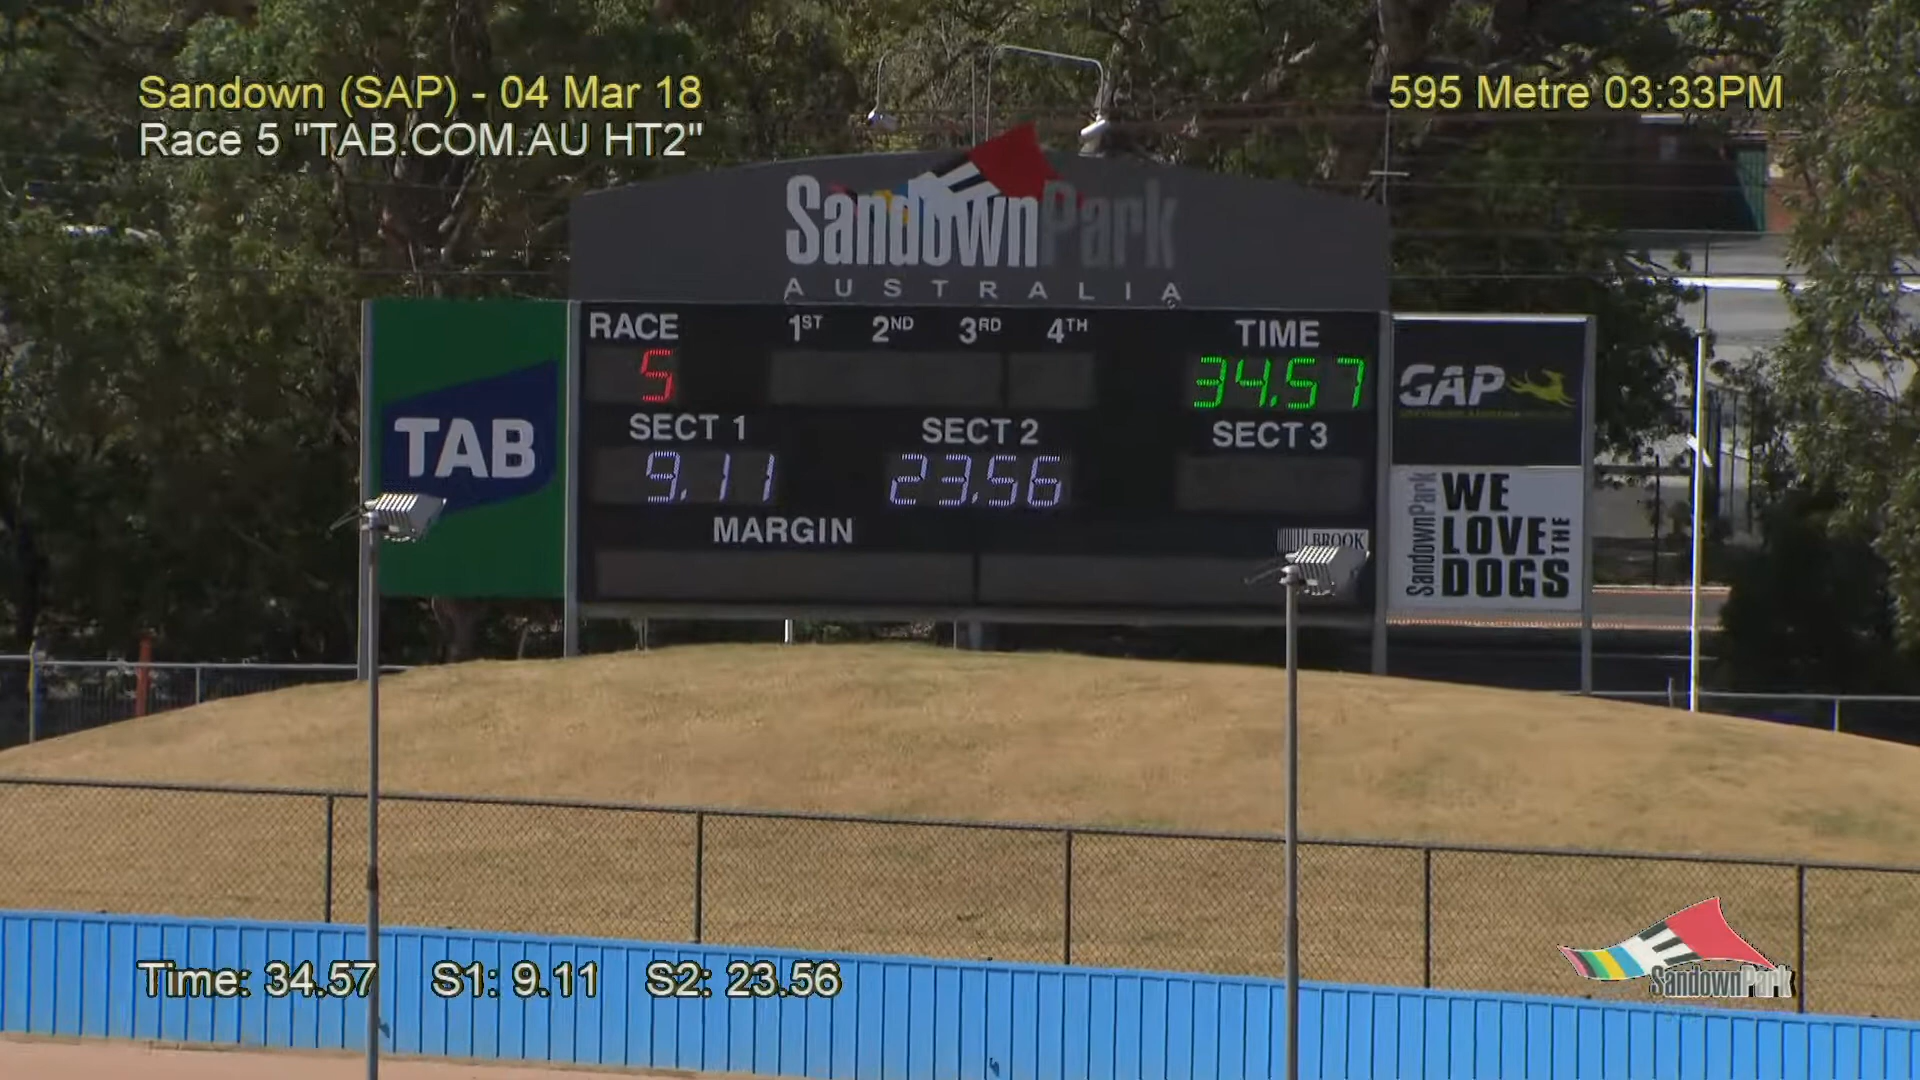 Sandown (SAP) - 04 Mar 18
595 Metre 03:33PM
Race 5 "TAB.COM.AU HT2"
SandownPark
AUSTRALIA
RACE 1ST 2ND 3RD 4TH TIME
5 34.57
SECT 1 SECT 2 SECT 3
9.11 23.56
MARGIN
BROOK
TAB
GAP
SandownPark
WE
LOVE THE
DOGS
Time: 34.57 S1: 9.11 S2: 23.56
SandownPark